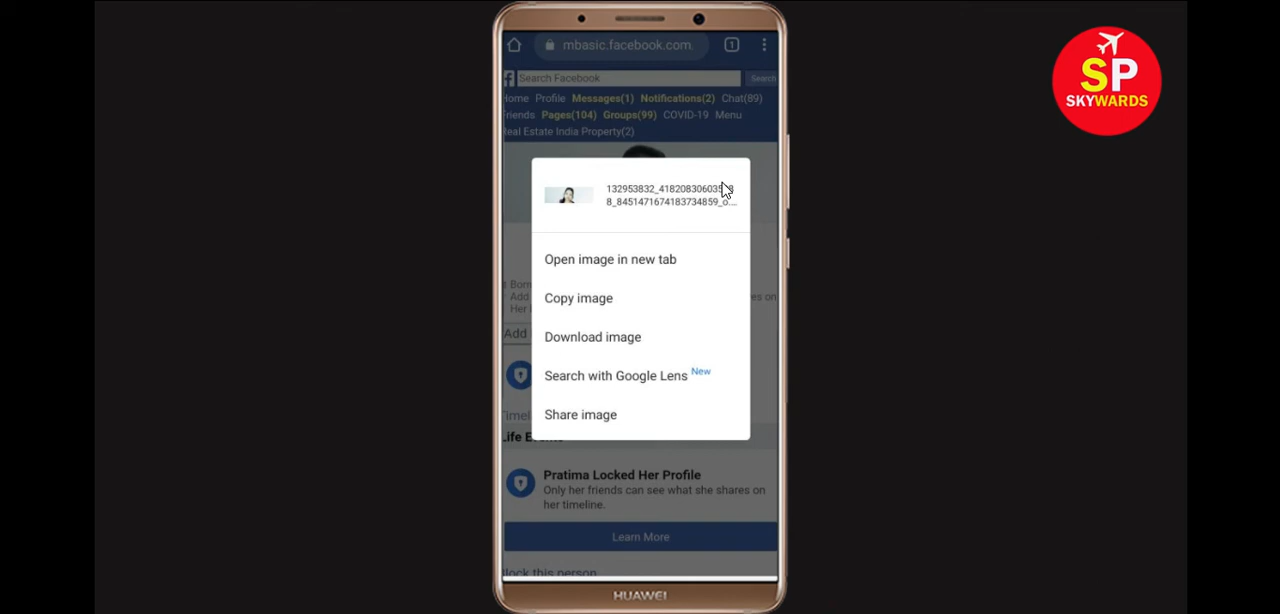 mbasic.facebook.com
1
Search Facebook
Search
Home Profile Messages(1) Notifications(2) Chat(89)
Friends Pages(104) Groups(99) COVID-19 Menu
Real Estate India Property(2)
SP
SKYWARDS
8_8451471674183734859_o....
Open image in new tab
Copy image
Download image
Search with Google Lens New
Share image
Add
Her
Add
Life
Pratima Locked Her Profile
Only her friends can see what she shares on
her timeline.
Learn More
Block this person
HUAWEI